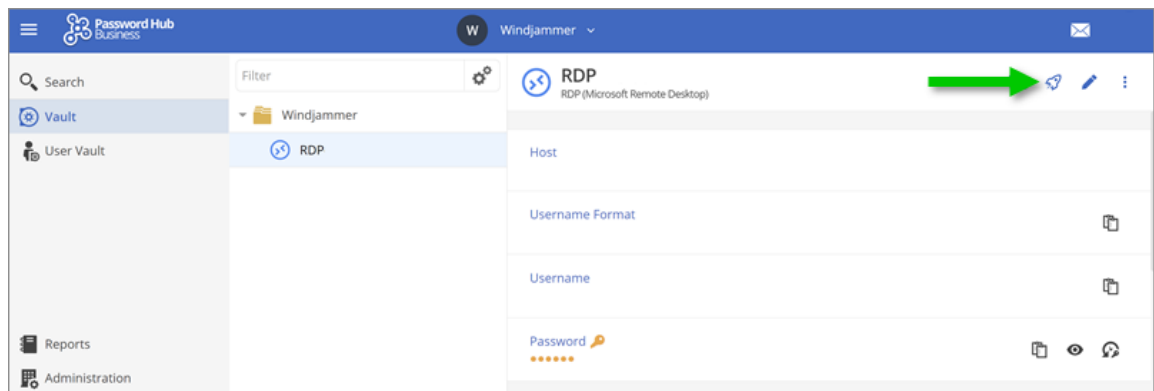 Password Hub
Business
W
Windjammer
Search
Vault
User Vault
Reports
Administration
Filter
Windjammer
RDP
RDP
RDP (Microsoft Remote Desktop)
Host
Username Format
Username
Password